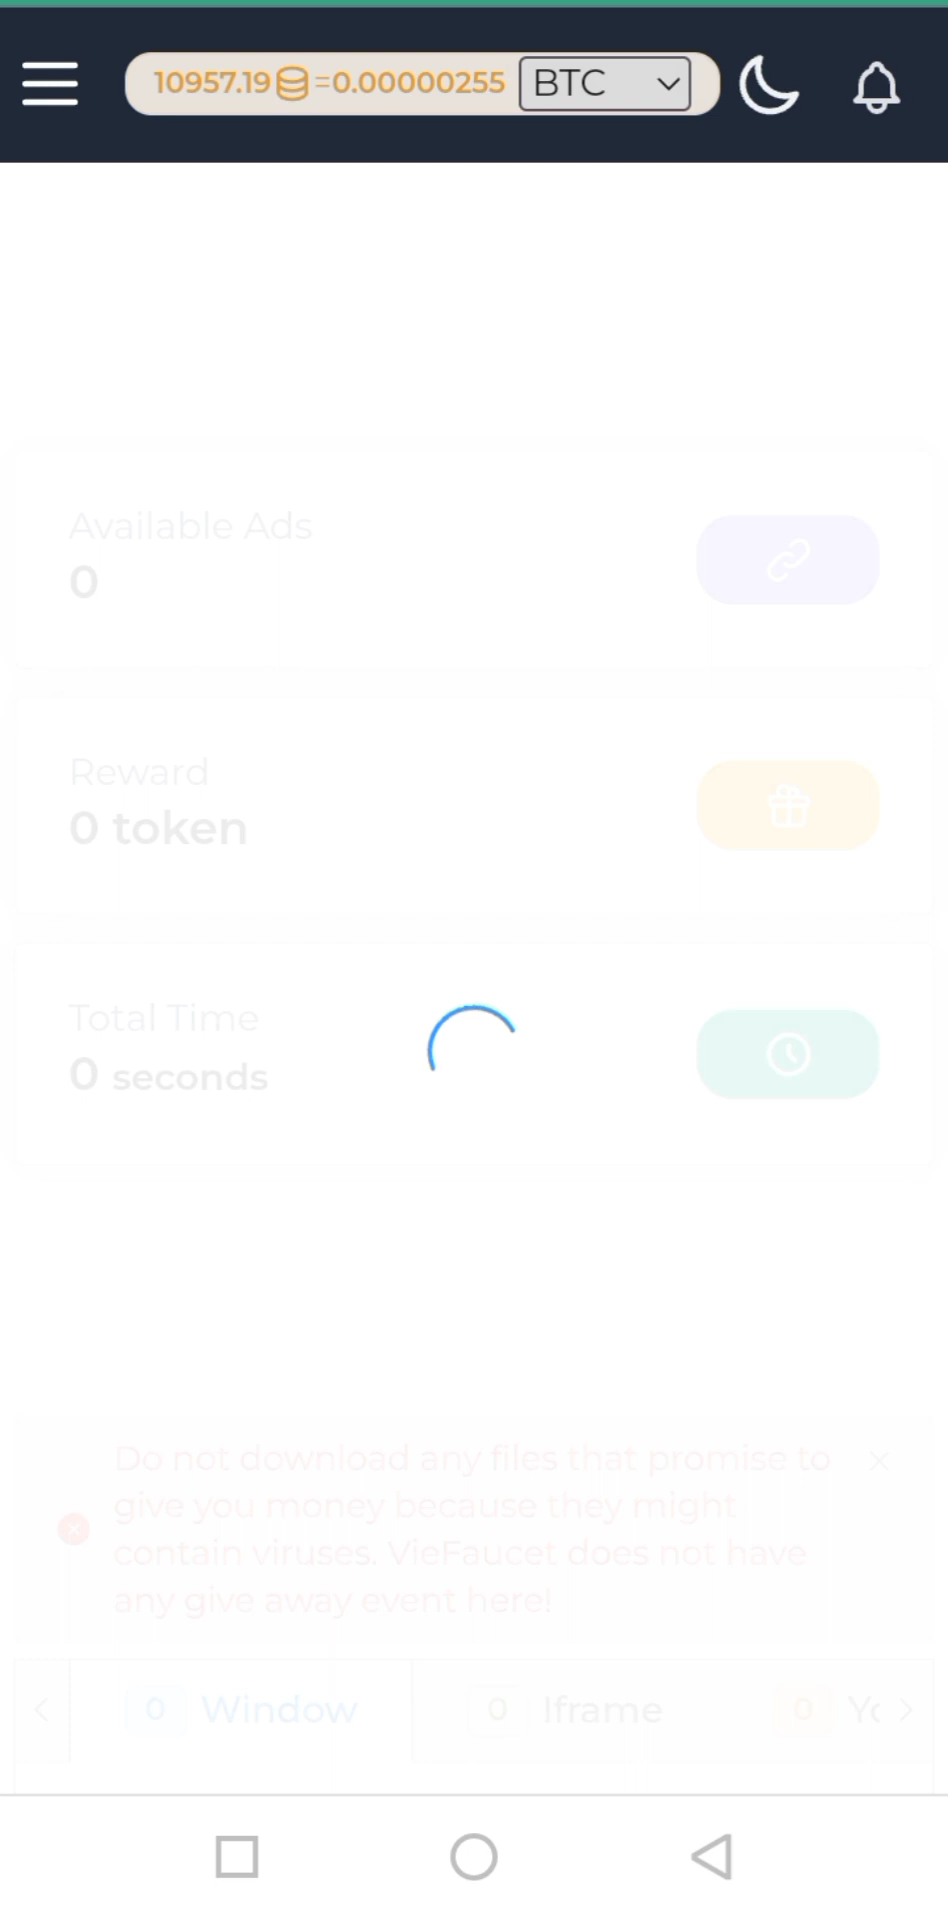 10957.19 =0.00000255 BTC
Available Ads
0
Reward
0 token
Total Time
0 seconds
Do not download any files that promise to
give you money because they might
contain viruses. VieFaucet does not have
any give away event here!
0 Window 0 Iframe 0